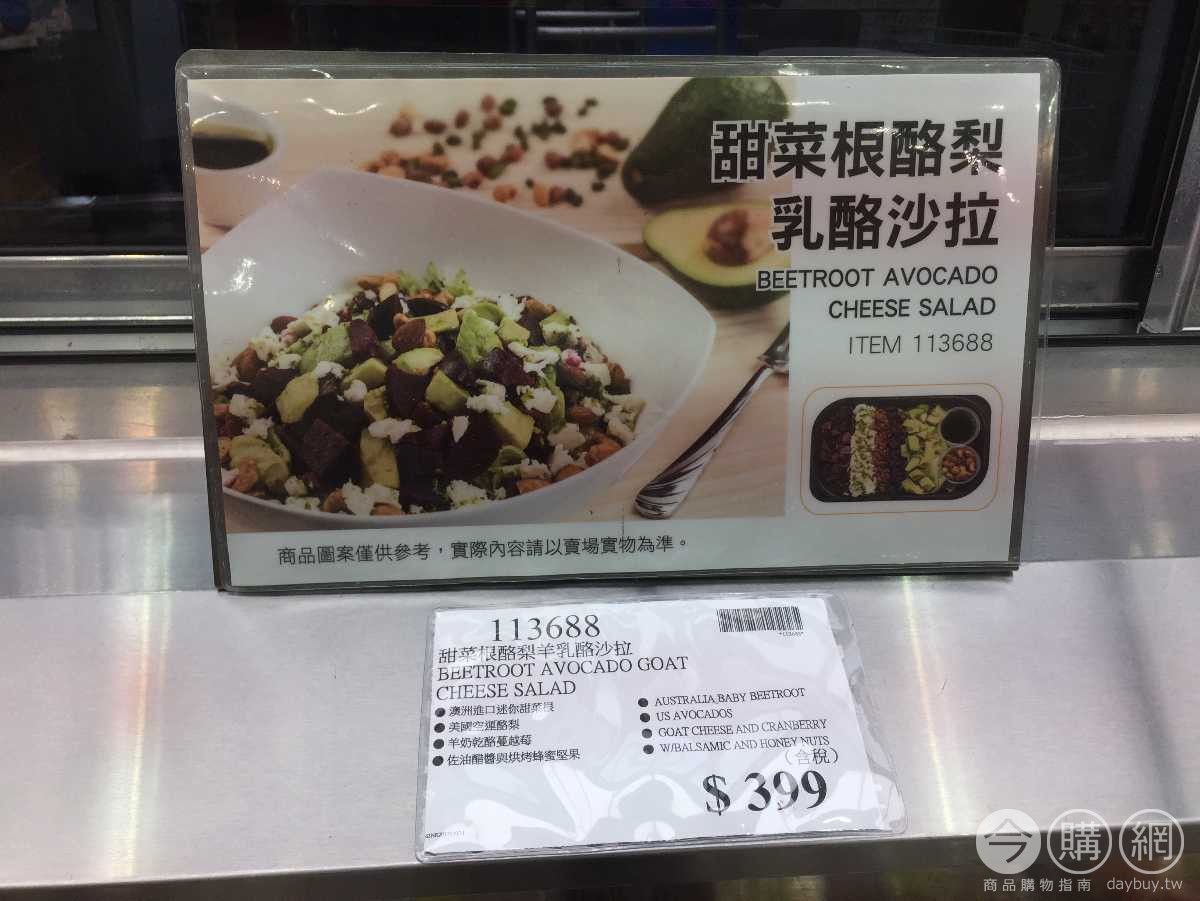 甜菜根酪梨
乳酪沙拉
BEETROOT AVOCADO
CHEESE SALAD
ITEM 113688
商品圖案僅供參考，實際內容請以賣場實物為準。
113688
甜菜根酪梨羊乳酪沙拉
BEETROOT AVOCADO GOAT
CHEESE SALAD
● 澳洲進口迷你甜菜根
● 美國空運酪梨
● 羊奶乾酪蔓越莓
● 佐油醋醬與烘烤蜂蜜堅果
● AUSTRALIA BABY BEETROOT
● US AVOCADOS
● GOAT CHEESE AND CRANBERRY
● W/BALSAMIC AND HONEY NUTS
（含稅）
$ 399
今購網
商品購物指南 daybuy.tw